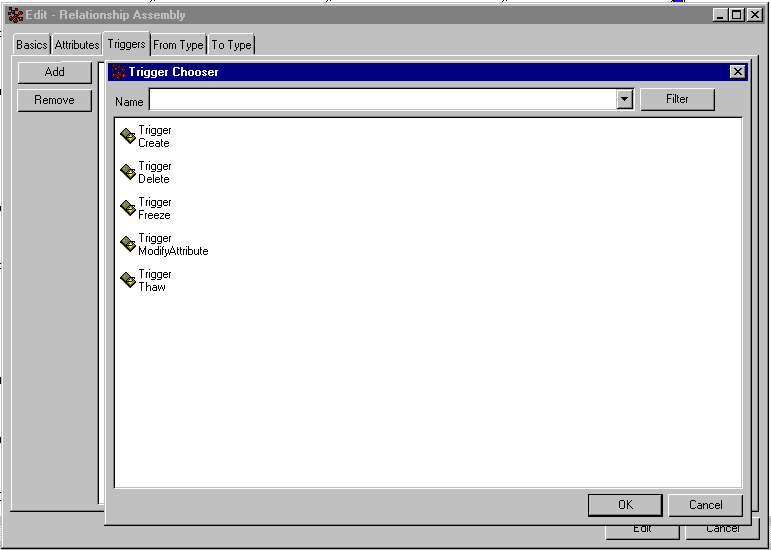 Edit - Relationship Assembly
Basics Attributes Triggers From Type To Type
Add
Remove
Trigger Chooser
Name
Filter
Trigger
Create
Trigger
Delete
Trigger
Freeze
Trigger
ModifyAttribute
Trigger
Thaw
OK Cancel
Edit Cancel